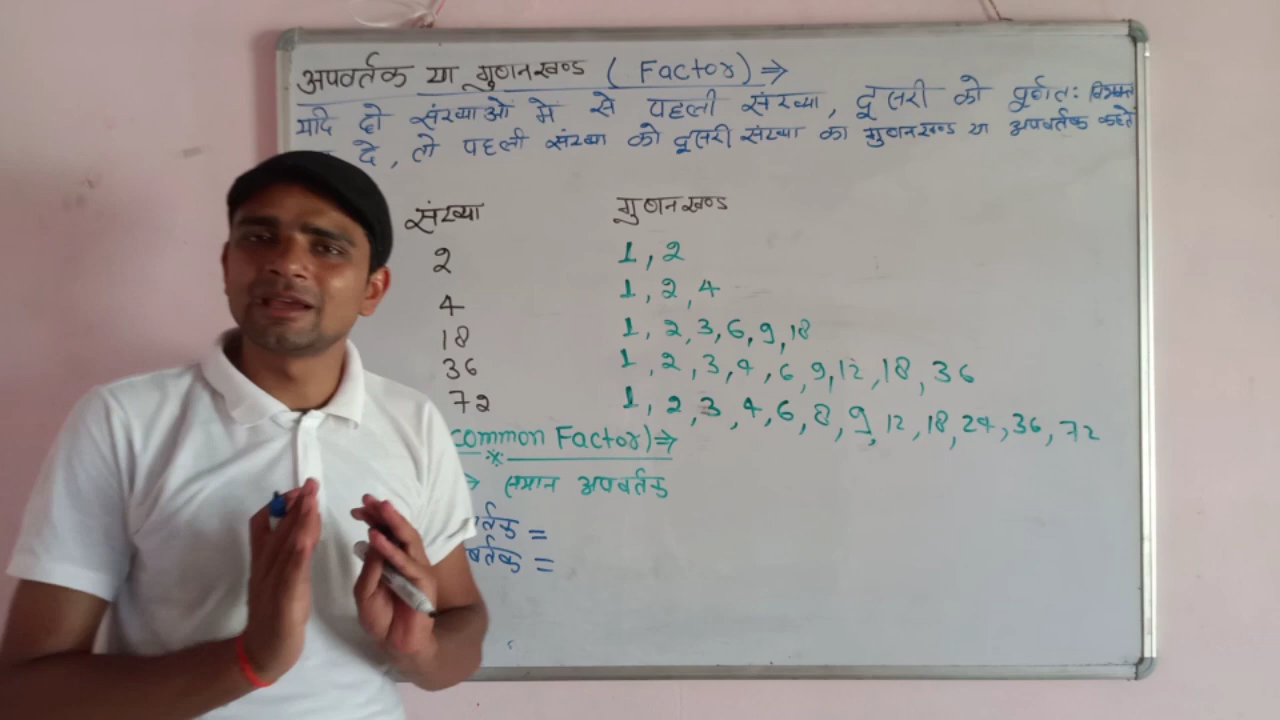 अपवर्तक या गुणनखण्ड ( Factor) ⇒
यदि दो संख्याओ मे से पहली संख्या, दूसरी को पूर्णत:
दे, तो पहली संख्या को दूसरी संख्या का गुणनखण्ड या अपवर्तक कहते
संख्या गुणनखण्ड
2 1, 2
4 1, 2, 4
18 1, 2, 3, 6, 9, 18
36 1, 2, 3, 4, 6, 9, 12, 18, 36
72 1, 2, 3, 4, 6, 8, 9, 12, 18, 24, 36, 72
common Factor) ⇒
⇒ समान अपवर्तक
र्तक =
वर्तक =